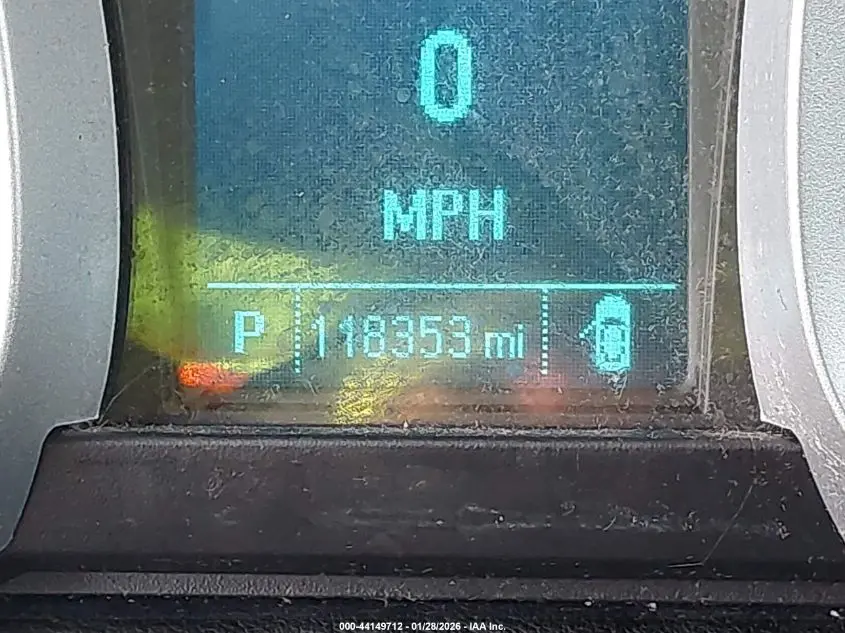 0
MPH
P 118353 mi
000-44149712 - 01/28/2026 - IAA Inc.